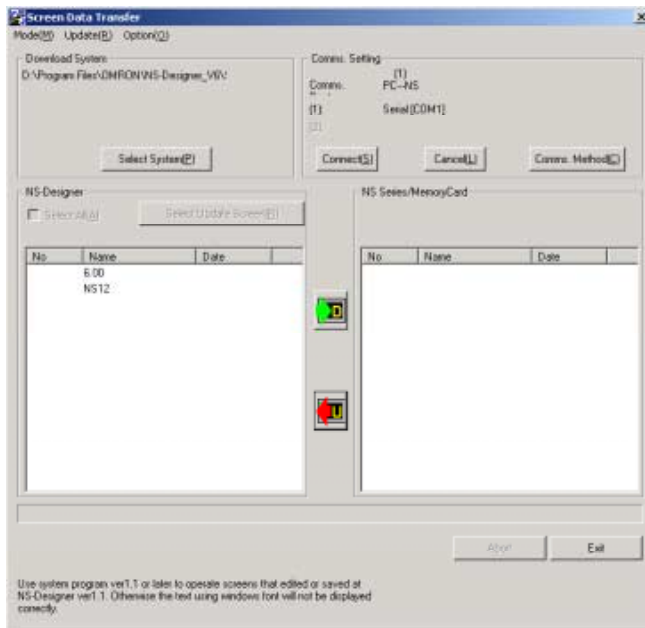 Screen Data Transfer
Mode(M) Update(R) Option(O)
Download System
D:\Program Files\OMRON\NS-Designer_V6\:
Select System(P)
Comms. Setting
(1)
Comms. PC--NS
(1) Serial[COM1]
(2)
Connect(S) Cancel(L) Comms. Method(C)
NS-Designer
Select All(A) Select Update Screen(B)
No Name Date
6.00
NS12
NS Series/MemoryCard
No Name Date
D
U
Abort Exit
Use system program ver1.1 or later to operate screens that edited or saved at
NS-Designer ver1.1. Otherwise the text using windows font will not be displayed
correctly.